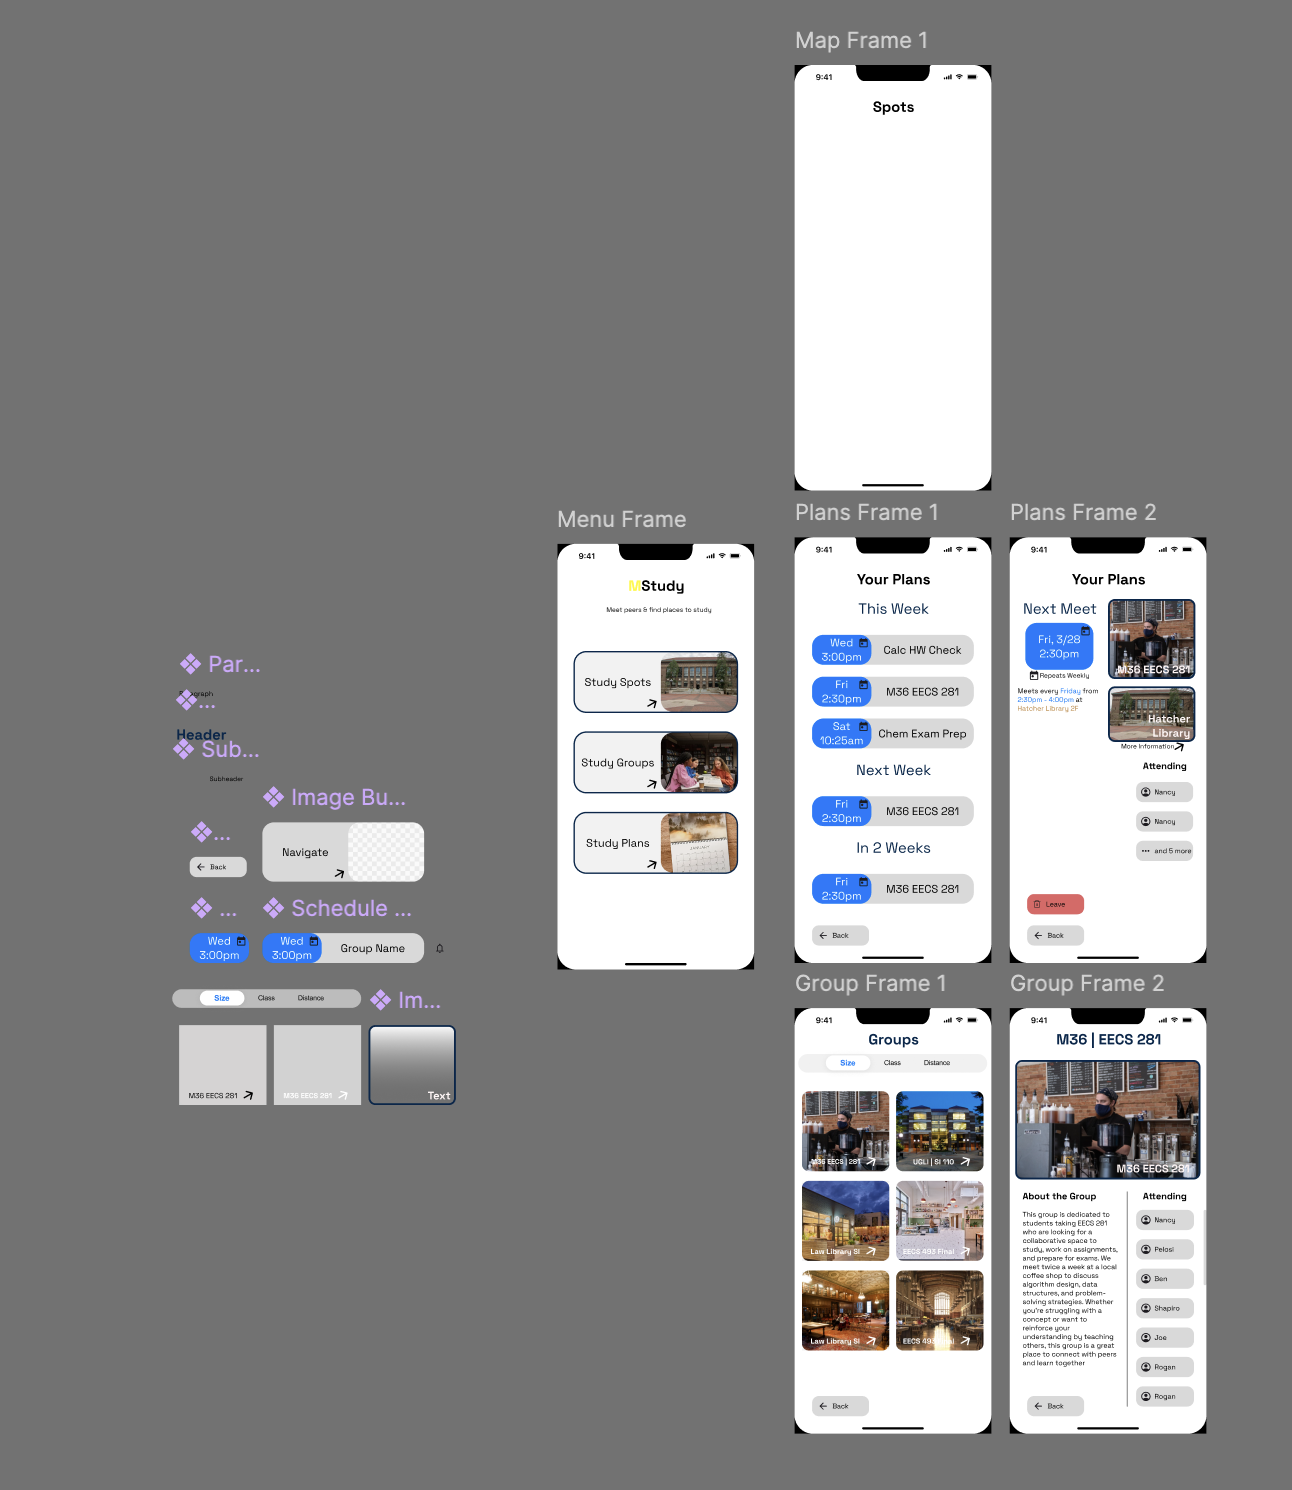 Map Frame 1
9:41
Spots
Menu Frame
9:41
MStudy
Meet peers & find places to study
Study Spots
Study Groups
Study Plans
Plans Frame 1
9:41
Your Plans
This Week
Wed
3:00pm
Calc HW Check
Fri
2:30pm
M36 EECS 281
Sat
10:25am
Chem Exam Prep
Next Week
Fri
2:30pm
M36 EECS 281
In 2 Weeks
Fri
2:30pm
M36 EECS 281
Back
Plans Frame 2
9:41
Your Plans
Next Meet
Fri, 3/28
2:30pm
Repeats Weekly
Meets every Friday from
2:30pm - 4:00pm at
Hatcher Library 2F
M36 EECS 281
Hatcher
Library
More Information
Attending
Nancy
Nancy
and 5 more
Leave
Back
Par...
...
Header
Sub...
Subheader
Image Bu...
...
Back
Navigate
...
Schedule ...
Wed
3:00pm
Wed
3:00pm
Group Name
Size
Class
Distance
Im...
M36 EECS 281
M36 EECS 281
Text
Group Frame 1
9:41
Groups
Size
Class
Distance
M36 EECS | 281
UGLI | SI 110
Law Library SI
EECS 493 Final
Law Library SI
EECS 493
Back
Group Frame 2
9:41
M36 | EECS 281
M36 EECS 281
About the Group
This group is dedicated to
students taking EECS 281
who are looking for a
collaborative space to
study, work on assignments,
and prepare for exams. We
meet twice a week at a local
coffee shop to discuss
algorithm design, data
structures, and problem-
solving strategies. Whether
you're struggling with a
concept or want to
reinforce your
understanding by teaching
others, this group is a great
place to connect with peers
and learn together
Attending
Nancy
Pelosi
Ben
Shapiro
Joe
Rogan
Rogan
Back